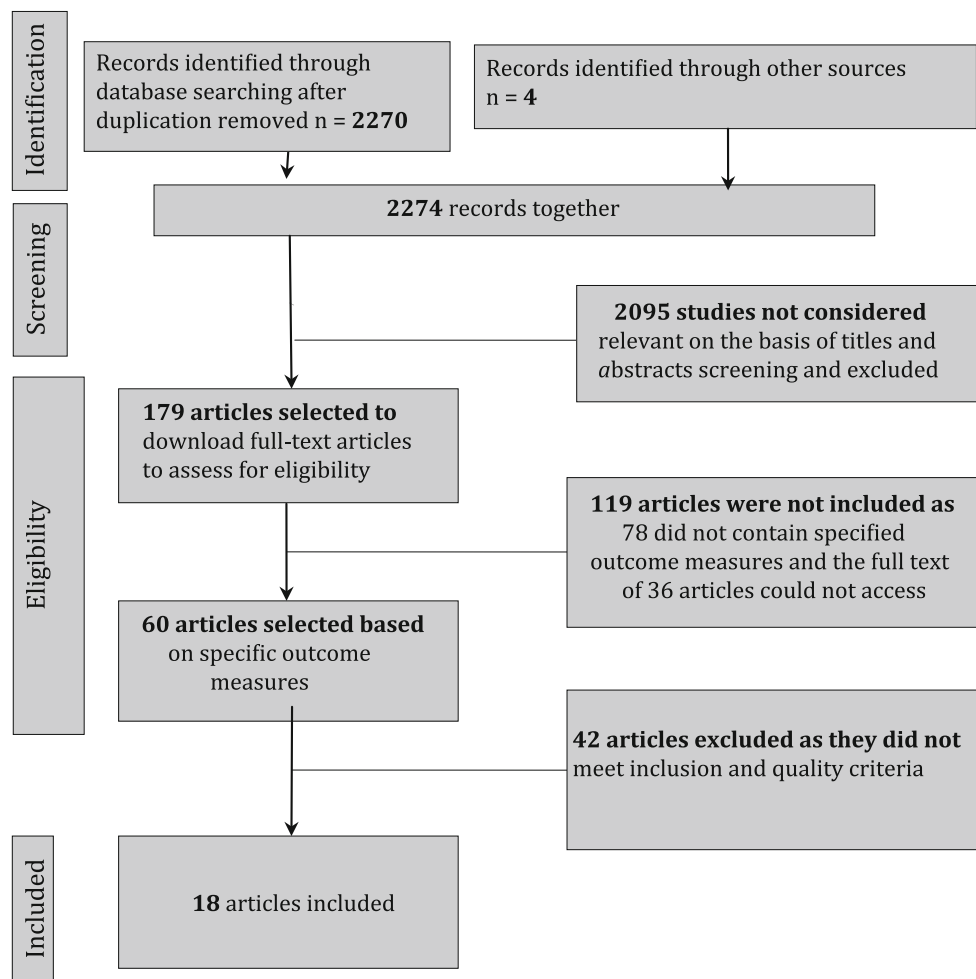 Identification
Records identified through
database searching after
duplication removed n = 2270
Records identified through other sources
n = 4
2274 records together
Screening
2095 studies not considered
relevant on the basis of titles and
abstracts screening and excluded
Eligibility
179 articles selected to
download full-text articles
to assess for eligibility
119 articles were not included as
78 did not contain specified
outcome measures and the full text
of 36 articles could not access
60 articles selected based
on specific outcome
measures
42 articles excluded as they did not
meet inclusion and quality criteria
Included
18 articles included